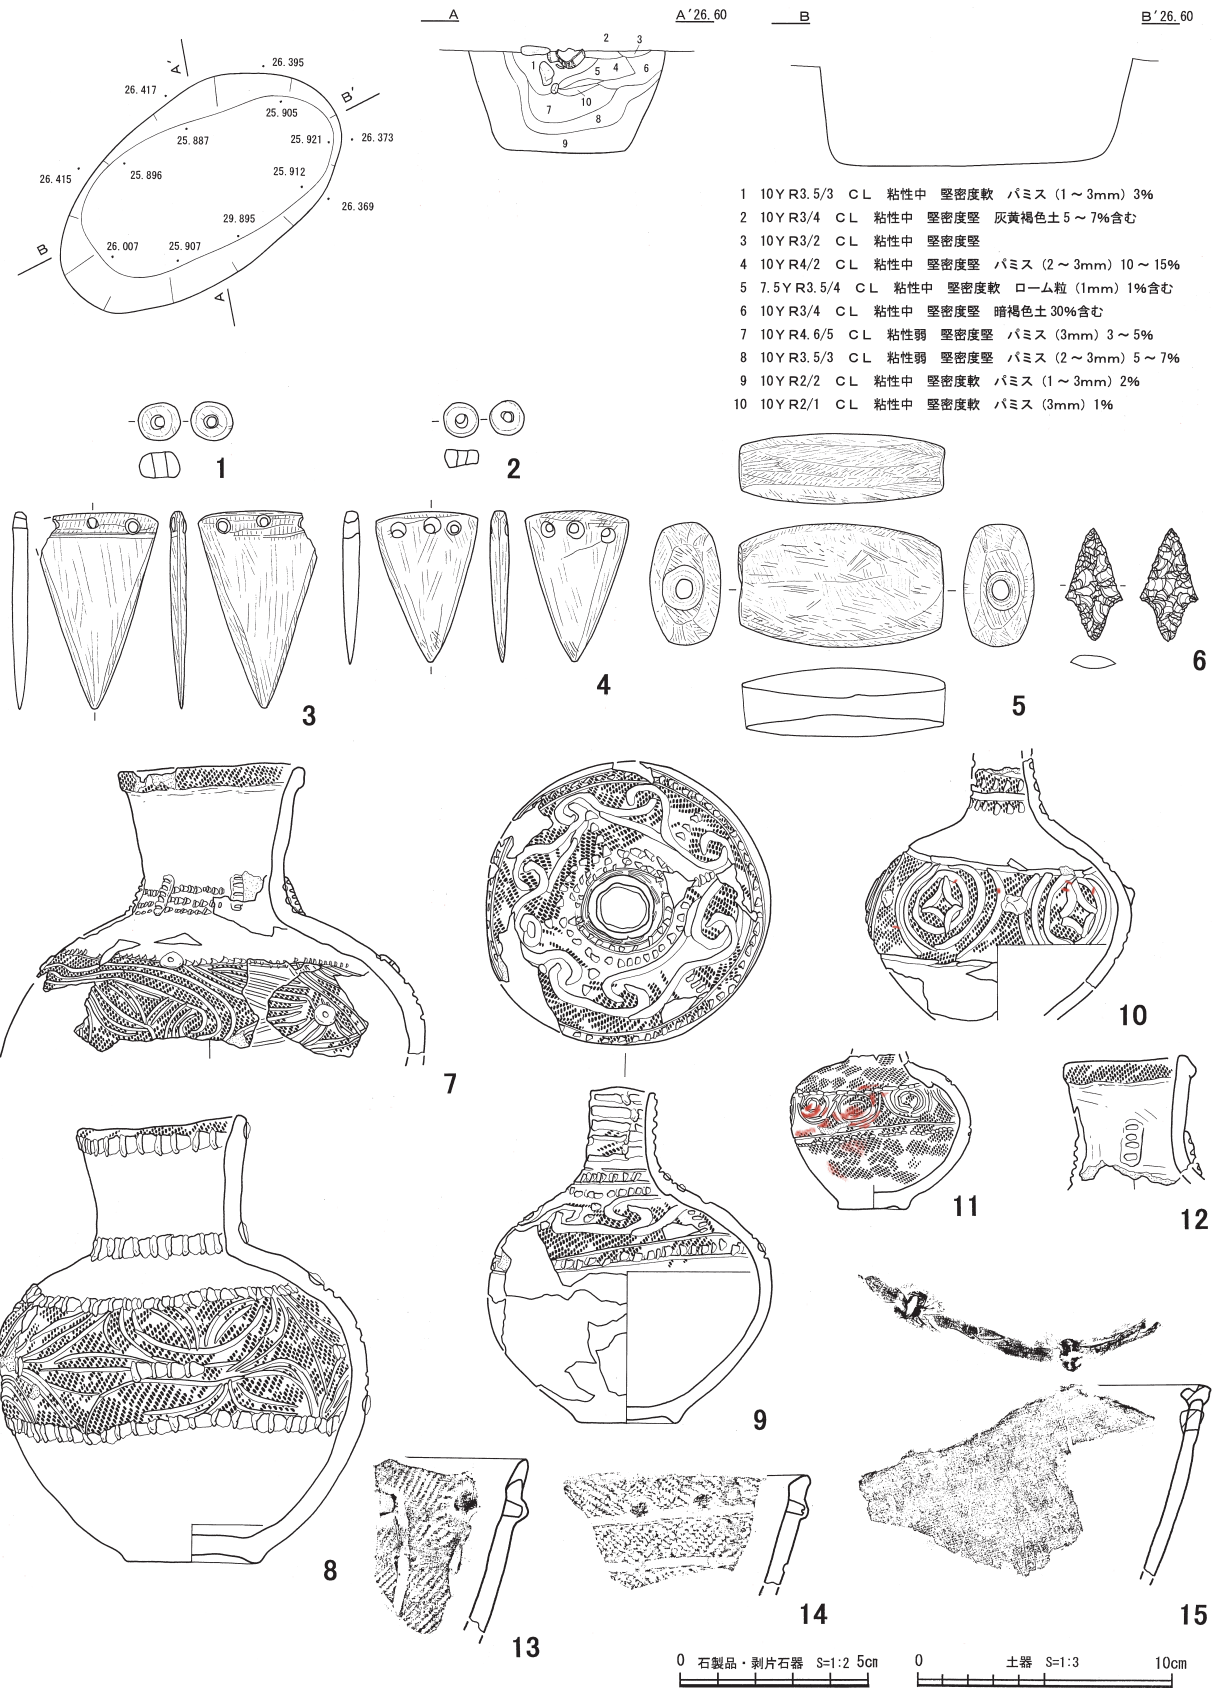 A A′26.60 B B′26.60
A′ 26.395
26.417 B′
25.905
25.887 25.921 26.373
26.415 25.896 25.912
26.369
29.895
B 26.007 25.907
A
2 3
1 5 4 6
10
7 8
9
1 10YR3.5/3 CL 粘性中 堅密度軟 パミス（1～3mm）3%
2 10YR3/4 CL 粘性中 堅密度堅 灰黄褐色土5～7%含む
3 10YR3/2 CL 粘性中 堅密度堅
4 10YR4/2 CL 粘性中 堅密度堅 パミス（2～3mm）10～15%
5 7.5YR3.5/4 CL 粘性中 堅密度軟 ローム粒（1mm）1%含む
6 10YR3/4 CL 粘性中 堅密度堅 暗褐色土30%含む
7 10YR4.6/5 CL 粘性弱 堅密度堅 パミス（3mm）3～5%
8 10YR3.5/3 CL 粘性弱 堅密度堅 パミス（2～3mm）5～7%
9 10YR2/2 CL 粘性中 堅密度軟 パミス（1～3mm）2%
10 10YR2/1 CL 粘性中 堅密度軟 パミス（3mm）1%
1
2
3
4
5
6
7
8
9
10
11
12
13
14
15
0 石製品・剥片石器 S=1:2 5cm
0 土器 S=1:3 10cm